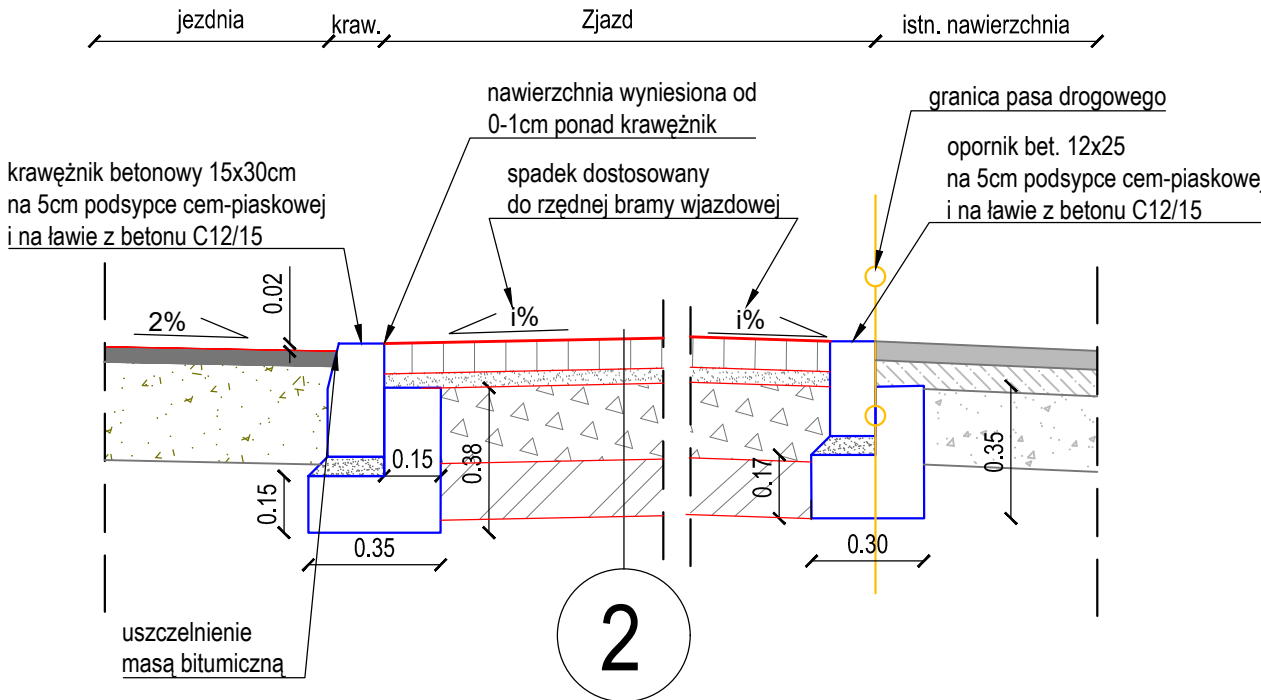 jezdnia
kraw.
Zjazd
istn. nawierzchnia
nawierzchnia wyniesiona od
0-1cm ponad krawężnik
granica pasa drogowego
krawężnik betonowy 15x30cm
na 5cm podsypce cem-piaskowej
i na ławie z betonu C12/15
spadek dostosowany
do rzędnej bramy wjazdowej
opornik bet. 12x25
na 5cm podsypce cem-piaskowej
i na ławie z betonu C12/15
0.02
2%
i%
i%
0.15
0.38
0.17
0.35
0.15
0.35
0.30
2
uszczelnienie
masą bitumiczną